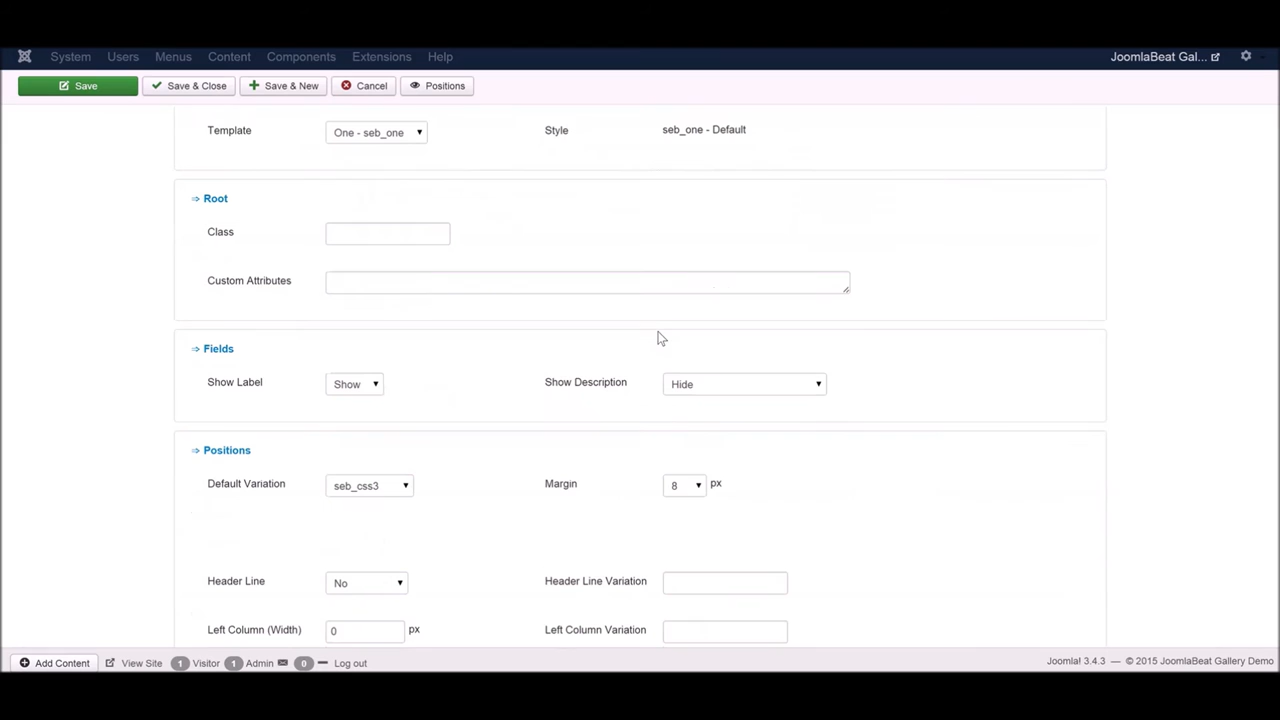 System Users Menus Content Components Extensions Help JoomlaBeat Gal...
Save Save & Close Save & New Cancel Positions
Template One - seb_one Style seb_one - Default
⇒ Root
Class
Custom Attributes
⇒ Fields
Show Label Show Show Description Hide
⇒ Positions
Default Variation seb_css3 Margin 8 px
Header Line No Header Line Variation
Left Column (Width) 0 px Left Column Variation
Add Content View Site 1 Visitor 1 Admin 0 Log out Joomla! 3.4.3 — © 2015 JoomlaBeat Gallery Demo